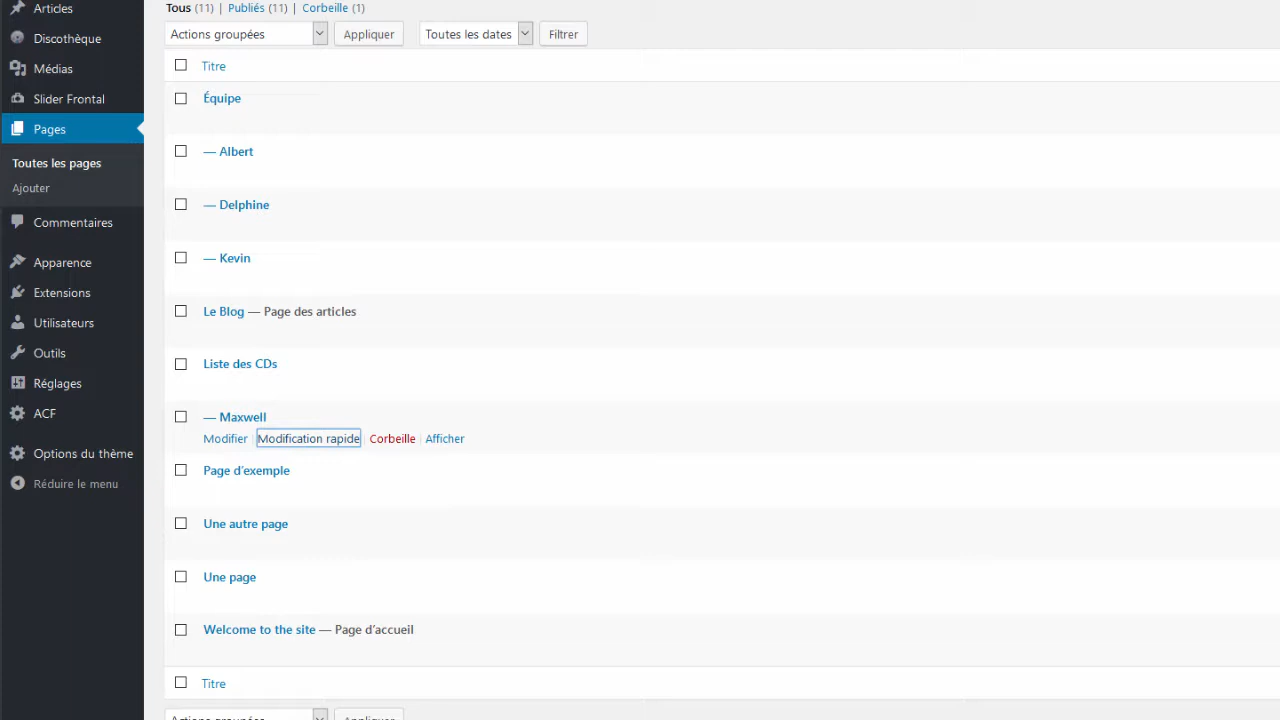 Articles
Discothèque
Médias
Slider Frontal
Pages
Toutes les pages
Ajouter
Commentaires
Apparence
Extensions
Utilisateurs
Outils
Réglages
ACF
Options du thème
Réduire le menu
Tous (11) | Publiés (11) | Corbeille (1)
Actions groupées Appliquer Toutes les dates Filtrer
Titre
Équipe
— Albert
— Delphine
— Kevin
Le Blog — Page des articles
Liste des CDs
— Maxwell
Modifier | Modification rapide | Corbeille | Afficher
Page d’exemple
Une autre page
Une page
Welcome to the site — Page d’accueil
Titre
Actions groupées Appliquer